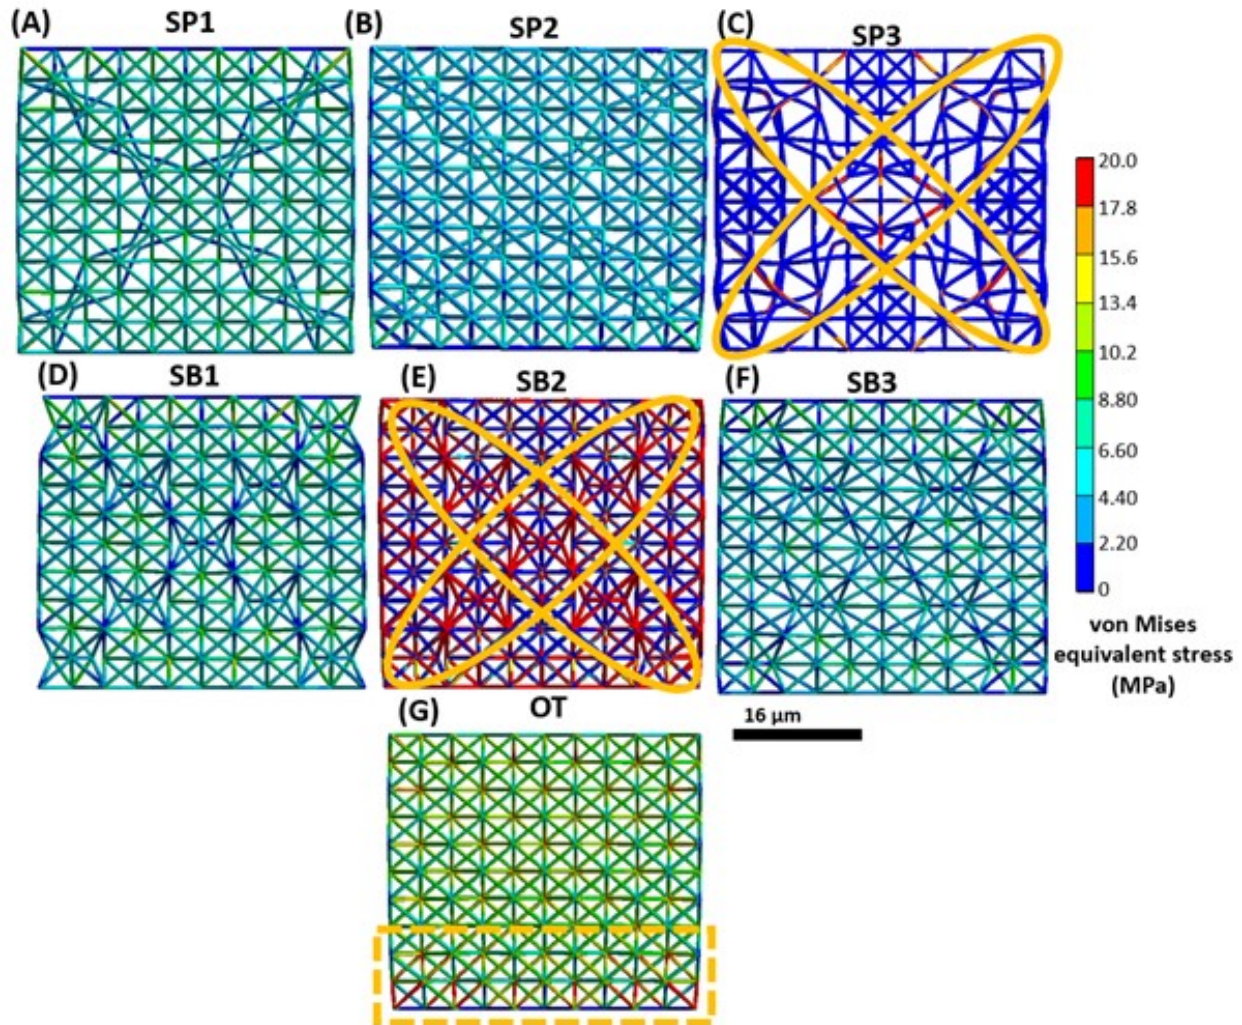 (A) SP1
(B) SP2
(C) SP3
20.0
17.8
15.6
13.4
10.2
8.80
6.60
4.40
2.20
0
von Mises
equivalent stress
(MPa)
(D) SB1
(E) SB2
(F) SB3
(G) OT
16 µm